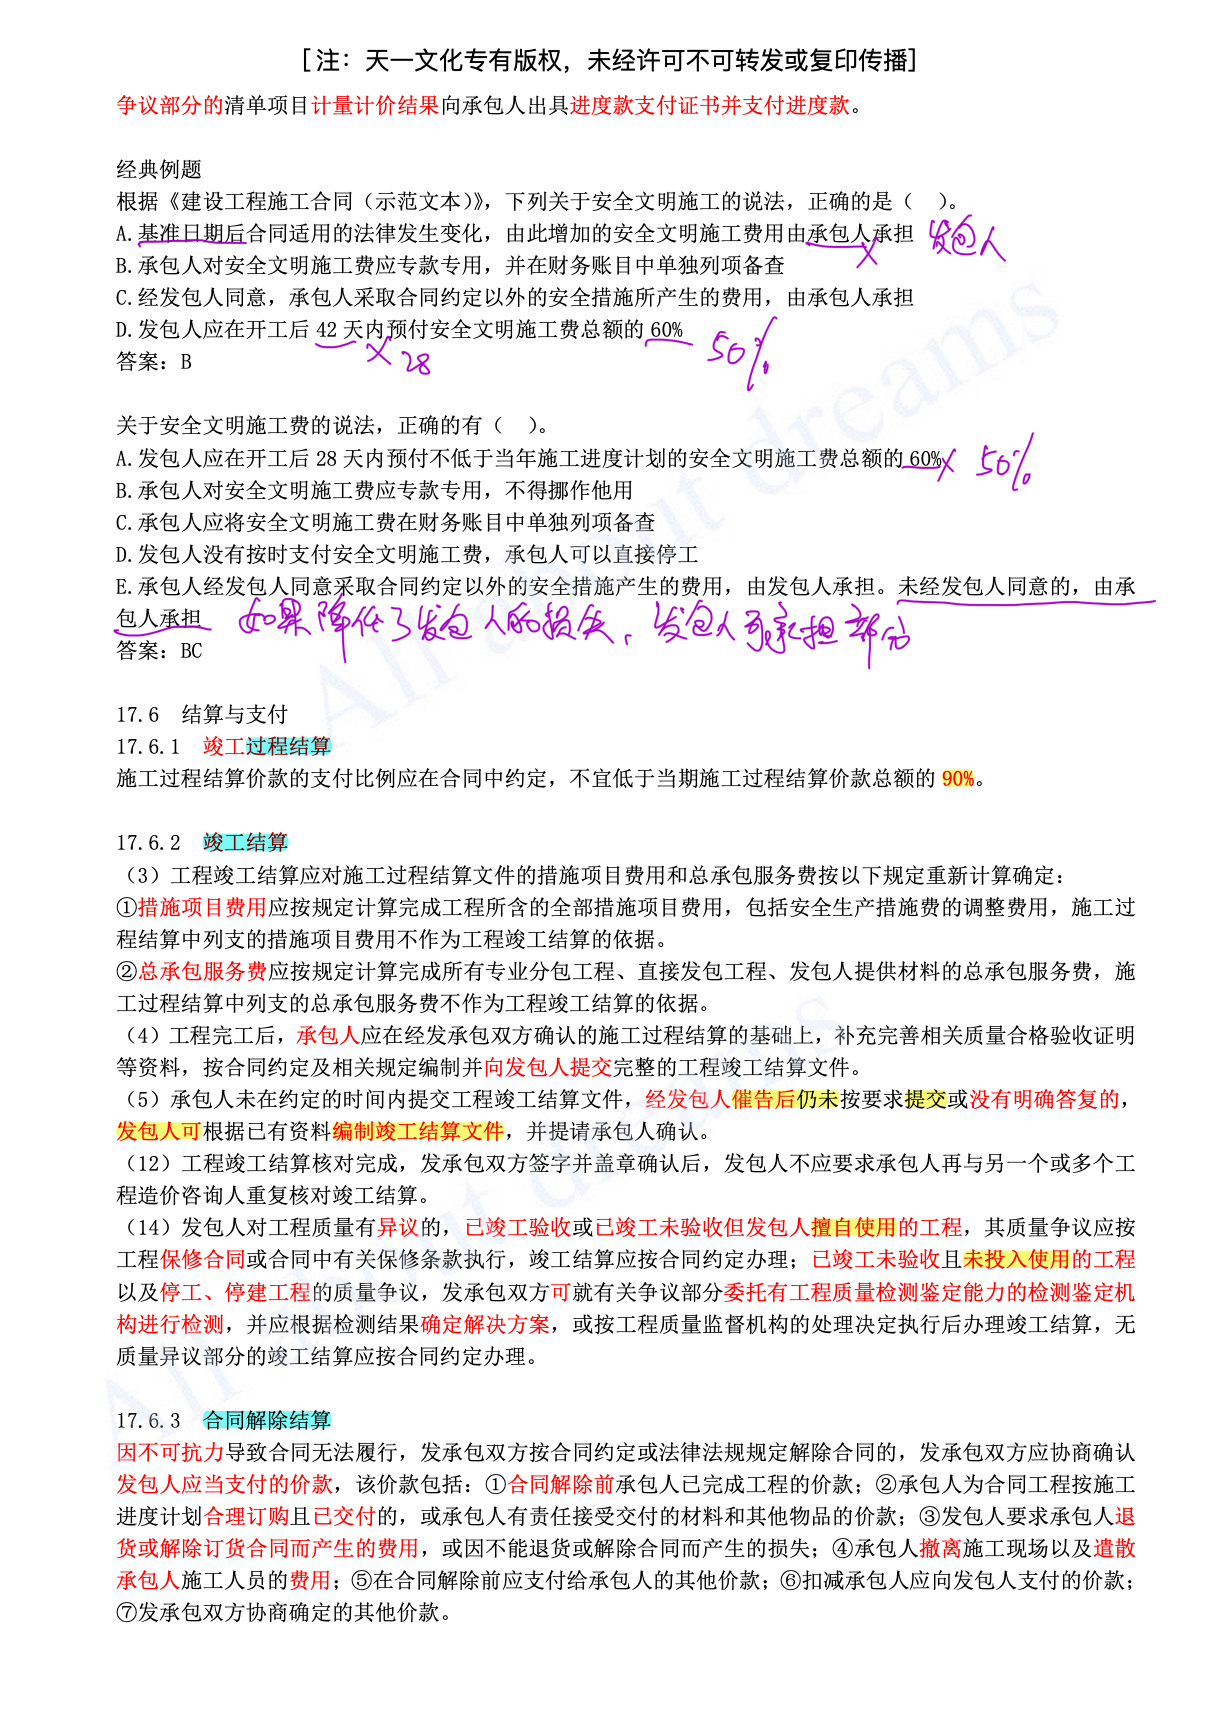 [注：天一文化专有版权，未经许可不可转发或复印传播]
争议部分的清单项目计量计价结果向承包人出具进度款支付证书并支付进度款。
经典例题
根据《建设工程施工合同（示范文本）》，下列关于安全文明施工的说法，正确的是（ ）。
A.基准日期后合同适用的法律发生变化，由此增加的安全文明施工费用由承包人承担 发包人
B.承包人对安全文明施工费应专款专用，并在财务账目中单独列项备查
C.经发包人同意，承包人采取合同约定以外的安全措施所产生的费用，由承包人承担
D.发包人应在开工后 42 天内预付安全文明施工费总额的 60% 50%
28
答案：B
关于安全文明施工费的说法，正确的有（ ）。
A.发包人应在开工后 28 天内预付不低于当年施工进度计划的安全文明施工费总额的 60% 50%
B.承包人对安全文明施工费应专款专用，不得挪作他用
C.承包人应将安全文明施工费在财务账目中单独列项备查
D.发包人没有按时支付安全文明施工费，承包人可以直接停工
E.承包人经发包人同意采取合同约定以外的安全措施产生的费用，由发包人承担。未经发包人同意的，由承
包人承担 如果降低了发包人的损失，发包人可承担部分
答案：BC
17.6 结算与支付
17.6.1 竣工过程结算
施工过程结算价款的支付比例应在合同中约定，不宜低于当期施工过程结算价款总额的 90%。
17.6.2 竣工结算
（3）工程竣工结算应对施工过程结算文件的措施项目费用和总承包服务费按以下规定重新计算确定：
①措施项目费用应按规定计算完成工程所含的全部措施项目费用，包括安全生产措施费的调整费用，施工过
程结算中列支的措施项目费用不作为工程竣工结算的依据。
②总承包服务费应按规定计算完成所有专业分包工程、直接发包工程、发包人提供材料的总承包服务费，施
工过程结算中列支的总承包服务费不作为工程竣工结算的依据。
（4）工程完工后，承包人应在经发承包双方确认的施工过程结算的基础上，补充完善相关质量合格验收证明
等资料，按合同约定及相关规定编制并向发包人提交完整的工程竣工结算文件。
（5）承包人未在约定的时间内提交工程竣工结算文件，经发包人催告后仍未按要求提交或没有明确答复的，
发包人可根据已有资料编制竣工结算文件，并提请承包人确认。
（12）工程竣工结算核对完成，发承包双方签字并盖章确认后，发包人不应要求承包人再与另一个或多个工
程造价咨询人重复核对竣工结算。
（14）发包人对工程质量有异议的，已竣工验收或已竣工未验收但发包人擅自使用的工程，其质量争议应按
工程保修合同或合同中有关保修条款执行，竣工结算应按合同约定办理；已竣工未验收且未投入使用的工程
以及停工、停建工程的质量争议，发承包双方可就有关争议部分委托有工程质量检测鉴定能力的检测鉴定机
构进行检测，并应根据检测结果确定解决方案，或按工程质量监督机构的处理决定执行后办理竣工结算，无
质量异议部分的竣工结算应按合同约定办理。
17.6.3 合同解除结算
因不可抗力导致合同无法履行，发承包双方按合同约定或法律法规规定解除合同的，发承包双方应协商确认
发包人应当支付的价款，该价款包括：①合同解除前承包人已完成工程的价款；②承包人为合同工程按施工
进度计划合理订购且已交付的，或承包人有责任接受交付的材料和其他物品的价款；③发包人要求承包人退
货或解除订货合同而产生的费用，或因不能退货或解除合同而产生的损失；④承包人撤离施工现场以及遣散
承包人施工人员的费用；⑤在合同解除前应支付给承包人的其他价款；⑥扣减承包人应向发包人支付的价款；
⑦发承包双方协商确定的其他价款。
All about dreams
All about dreams